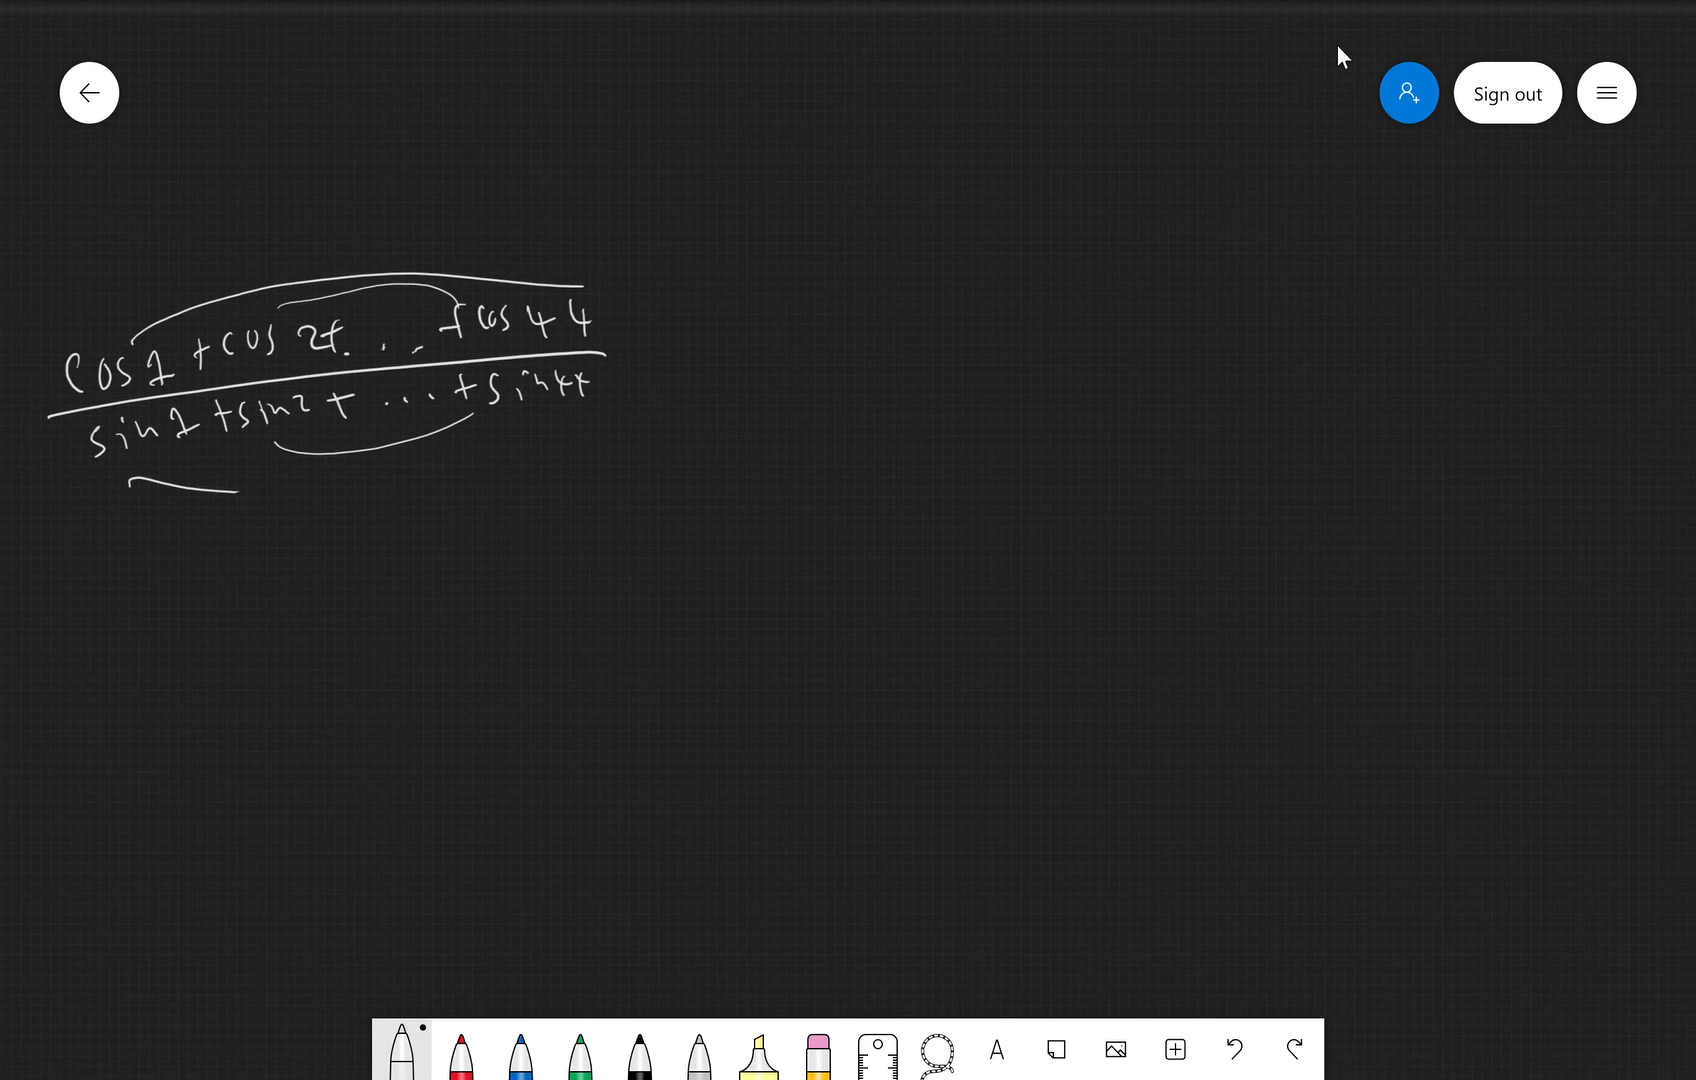 Sign out
cos 1 + cos 2 + . . . + cos 44
sin 1 + sin 2 + . . . + sin 44
A